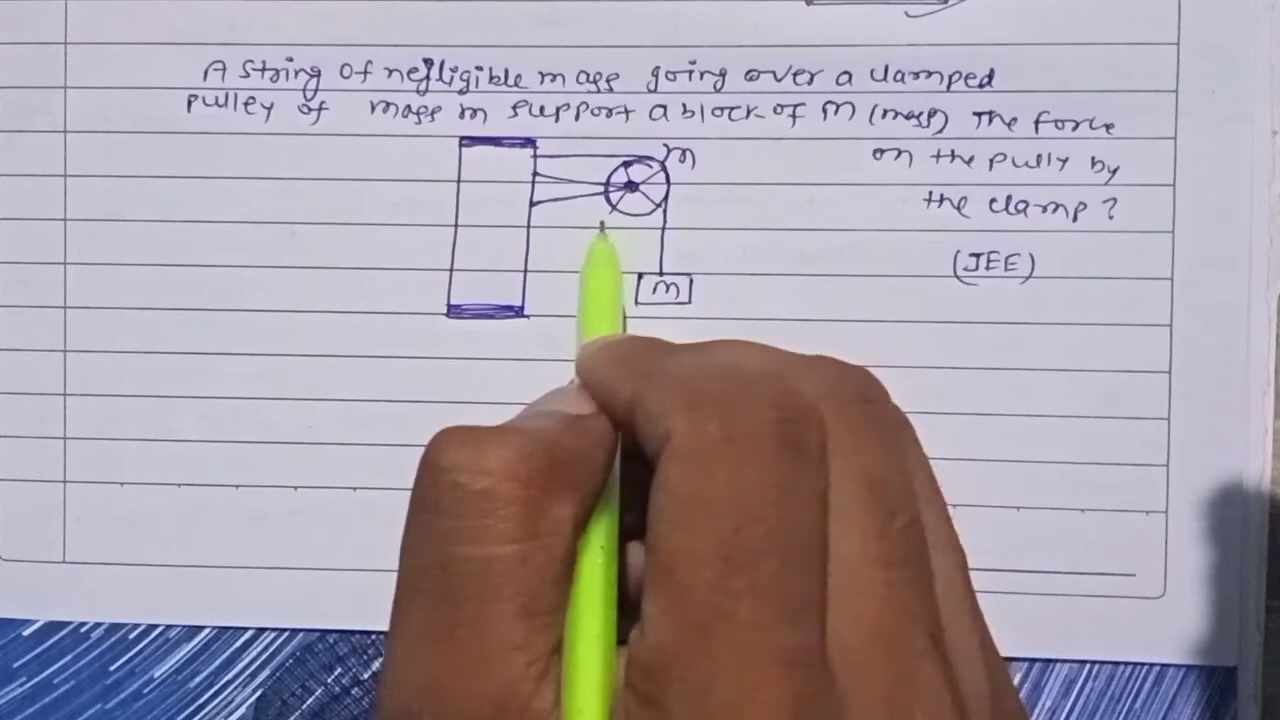 A string of negligible mass going over a clamped
pulley of mass m support a block of M (mass) The force
on the pully by
the clamp?
(JEE)
m
m